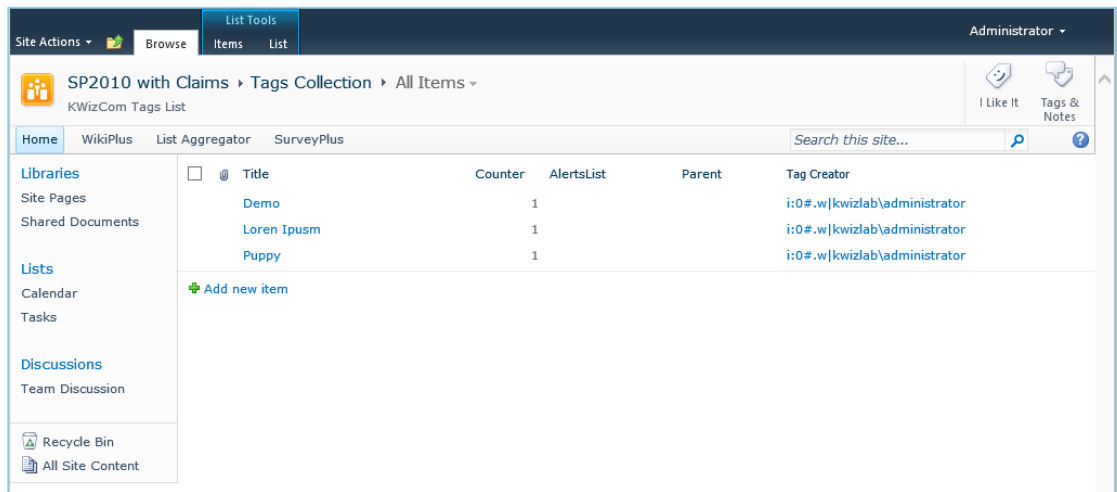 List Tools
Site Actions Browse Items List Administrator
SP2010 with Claims Tags Collection All Items
KWizCom Tags List
I Like It Tags &
Notes
Home WikiPlus List Aggregator SurveyPlus Search this site...
Libraries
Site Pages
Shared Documents
Lists
Calendar
Tasks
Discussions
Team Discussion
Recycle Bin
All Site Content
Title Counter AlertsList Parent Tag Creator
Demo 1 i:0#.w|kwizlab\administrator
Loren Ipusm 1 i:0#.w|kwizlab\administrator
Puppy 1 i:0#.w|kwizlab\administrator
Add new item